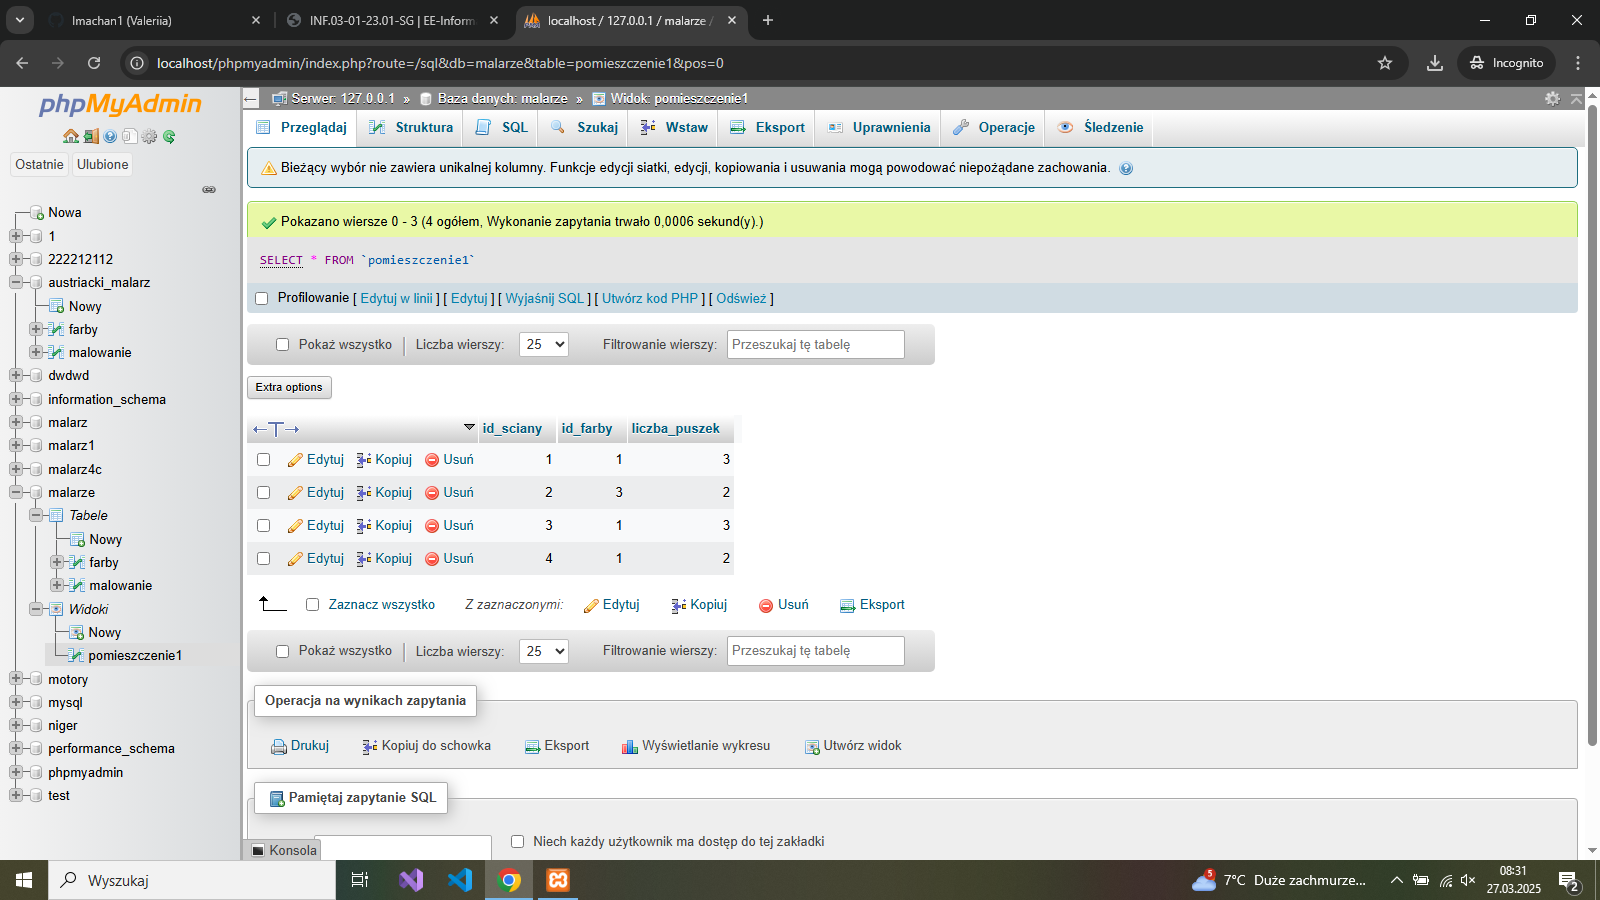 Imachan1 (Valeriia)
INF.03-01-23.01-SG | EE-Inform
localhost / 127.0.0.1 / malarze /
localhost/phpmyadmin/index.php?route=/sql&db=malarze&table=pomieszczenie1&pos=0
Incognito
phpMyAdmin
Ostatnie
Ulubione
Nowa
1
222212112
austriacki_malarz
Nowy
farby
malowanie
dwdwd
information_schema
malarz
malarz1
malarz4c
malarze
Tabele
Nowy
farby
malowanie
Widoki
Nowy
pomieszczenie1
motory
mysql
niger
performance_schema
phpmyadmin
test
Serwer: 127.0.0.1 » Baza danych: malarze » Widok: pomieszczenie1
Przeglądaj Struktura SQL Szukaj Wstaw Eksport Uprawnienia Operacje Śledzenie
Bieżący wybór nie zawiera unikalnej kolumny. Funkcje edycji siatki, edycji, kopiowania i usuwania mogą powodować niepożądane zachowania.
Pokazano wiersze 0 - 3 (4 ogółem, Wykonanie zapytania trwało 0,0006 sekund(y).)
SELECT * FROM `pomieszczenie1`
Profilowanie [ Edytuj w linii ] [ Edytuj ] [ Wyjaśnij SQL ] [ Utwórz kod PHP ] [ Odśwież ]
Pokaż wszystko | Liczba wierszy: 25 Filtrowanie wierszy: Przeszukaj tę tabelę
Extra options
←T→ id_sciany id_farby liczba_puszek
Edytuj Kopiuj Usuń 1 1 3
Edytuj Kopiuj Usuń 2 3 2
Edytuj Kopiuj Usuń 3 1 3
Edytuj Kopiuj Usuń 4 1 2
Zaznacz wszystko Z zaznaczonymi: Edytuj Kopiuj Usuń Eksport
Pokaż wszystko | Liczba wierszy: 25 Filtrowanie wierszy: Przeszukaj tę tabelę
Operacja na wynikach zapytania
Drukuj Kopiuj do schowka Eksport Wyświetlanie wykresu Utwórz widok
Pamiętaj zapytanie SQL
Niech każdy użytkownik ma dostęp do tej zakładki
Konsola
Wyszukaj
5
7°C Duże zachmurze...
08:31
27.03.2025
2